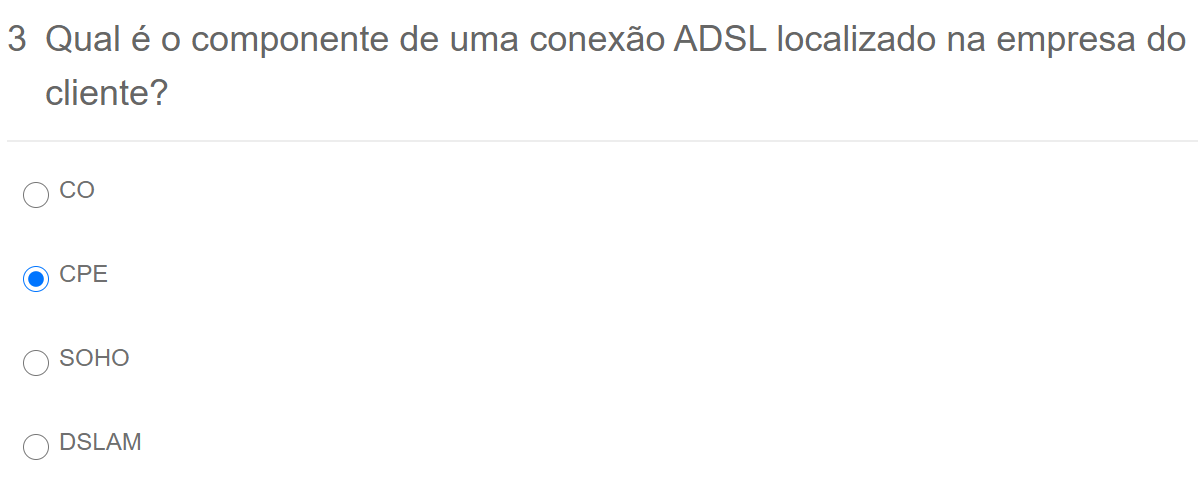 3 Qual é o componente de uma conexão ADSL localizado na empresa do
cliente?
CO
CPE
SOHO
DSLAM